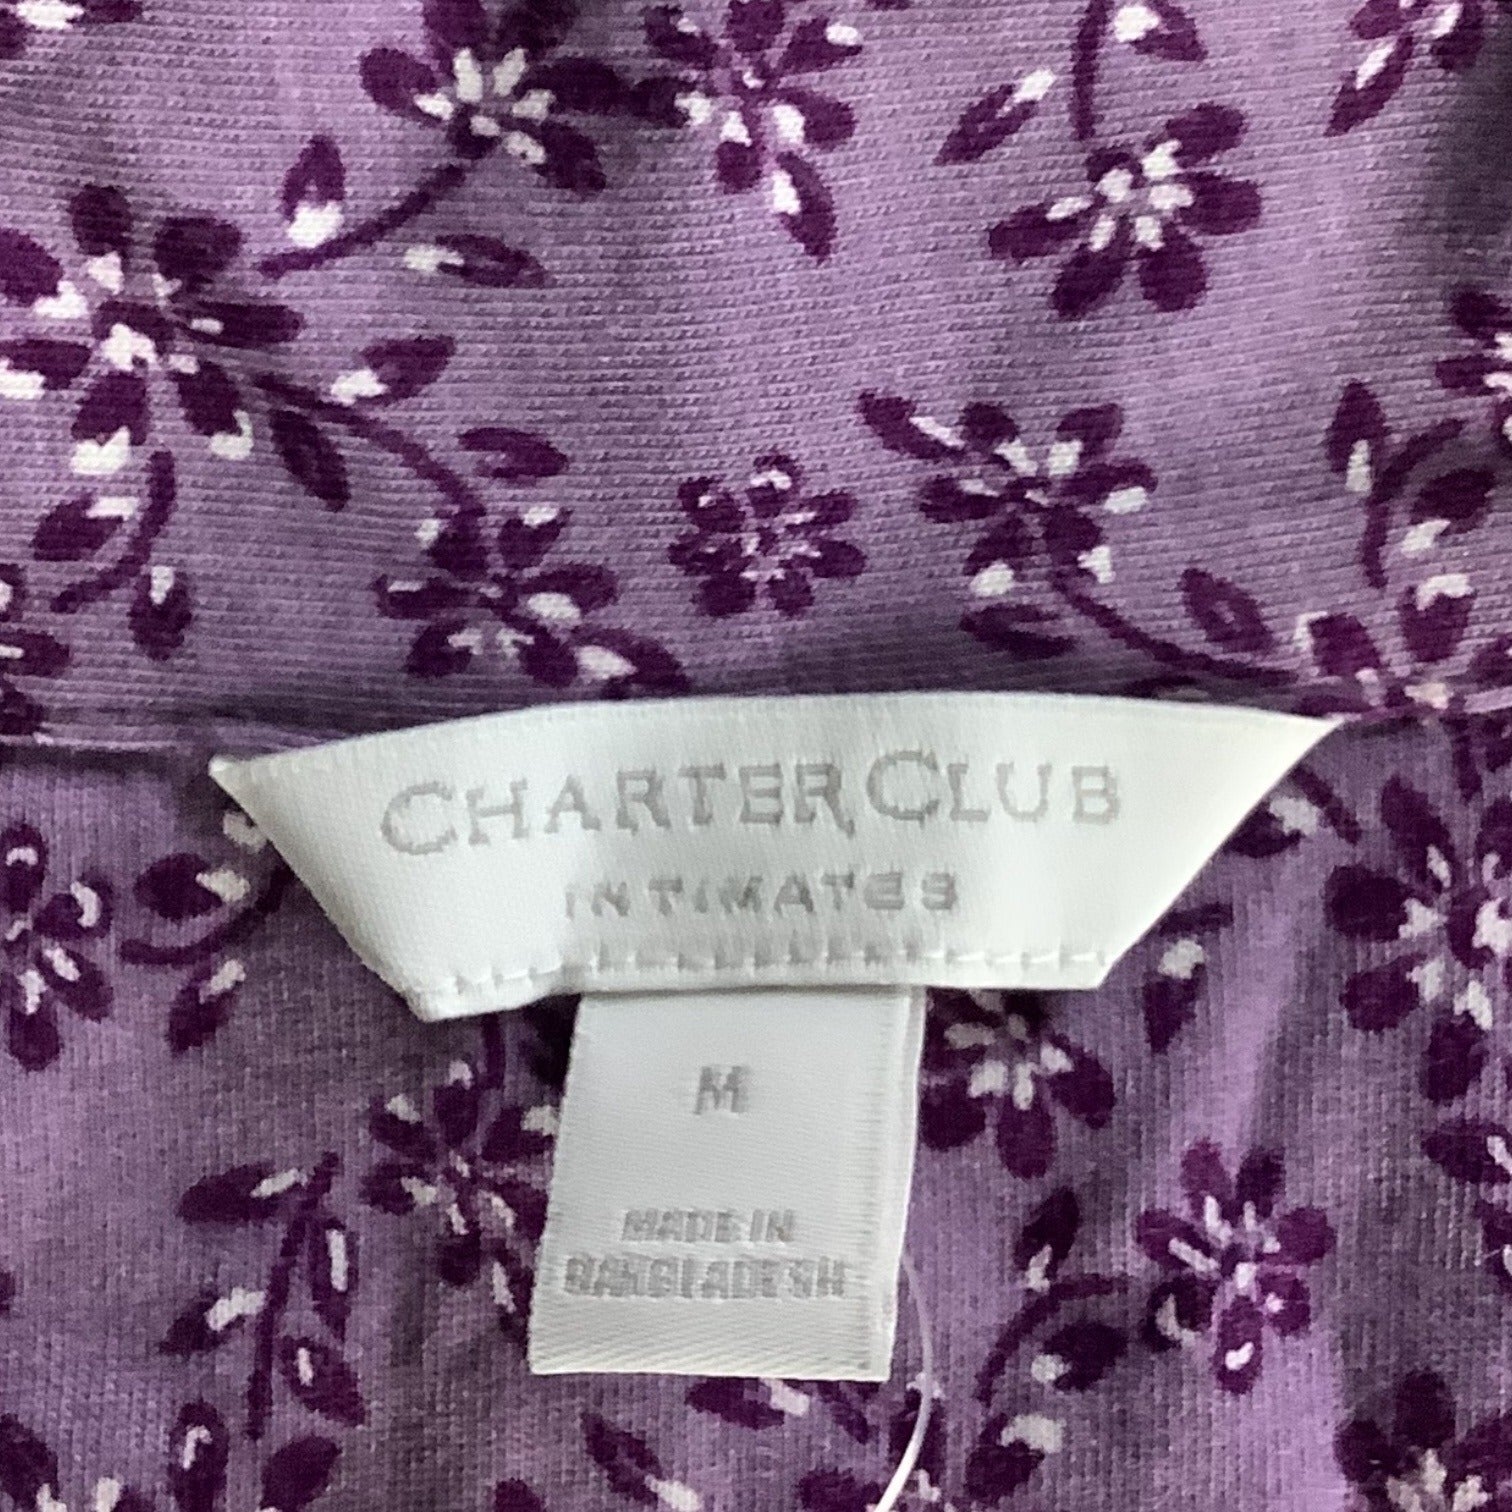 CHARTER CLUB
INTIMATES
M
MADE IN
BANGLADESH